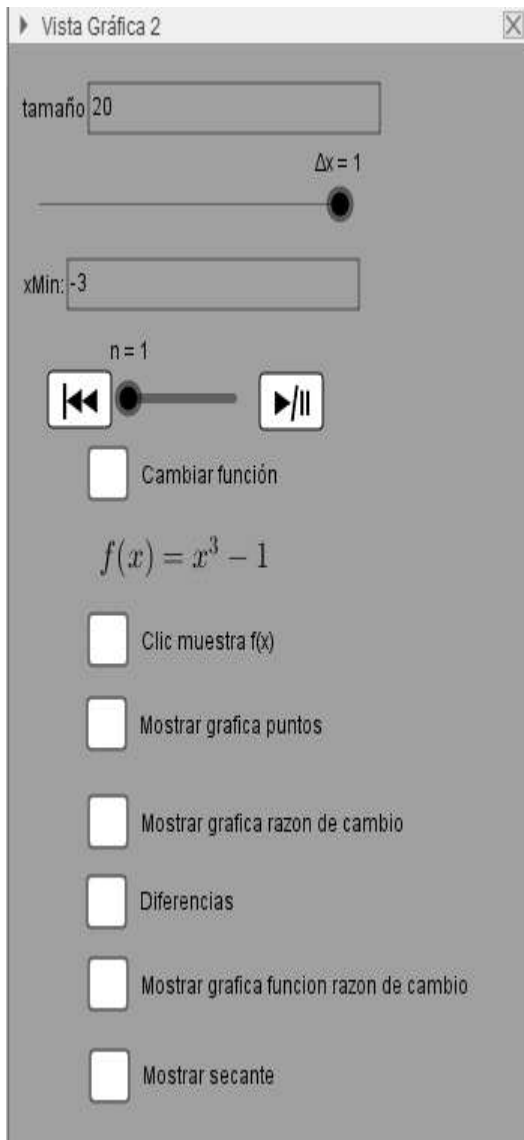 Vista Gráfica 2
tamaño 20
Δx = 1
xMin: -3
n = 1
Cambiar función
f(x) = x³ − 1
Clic muestra f(x)
Mostrar grafica puntos
Mostrar grafica razon de cambio
Diferencias
Mostrar grafica funcion razon de cambio
Mostrar secante